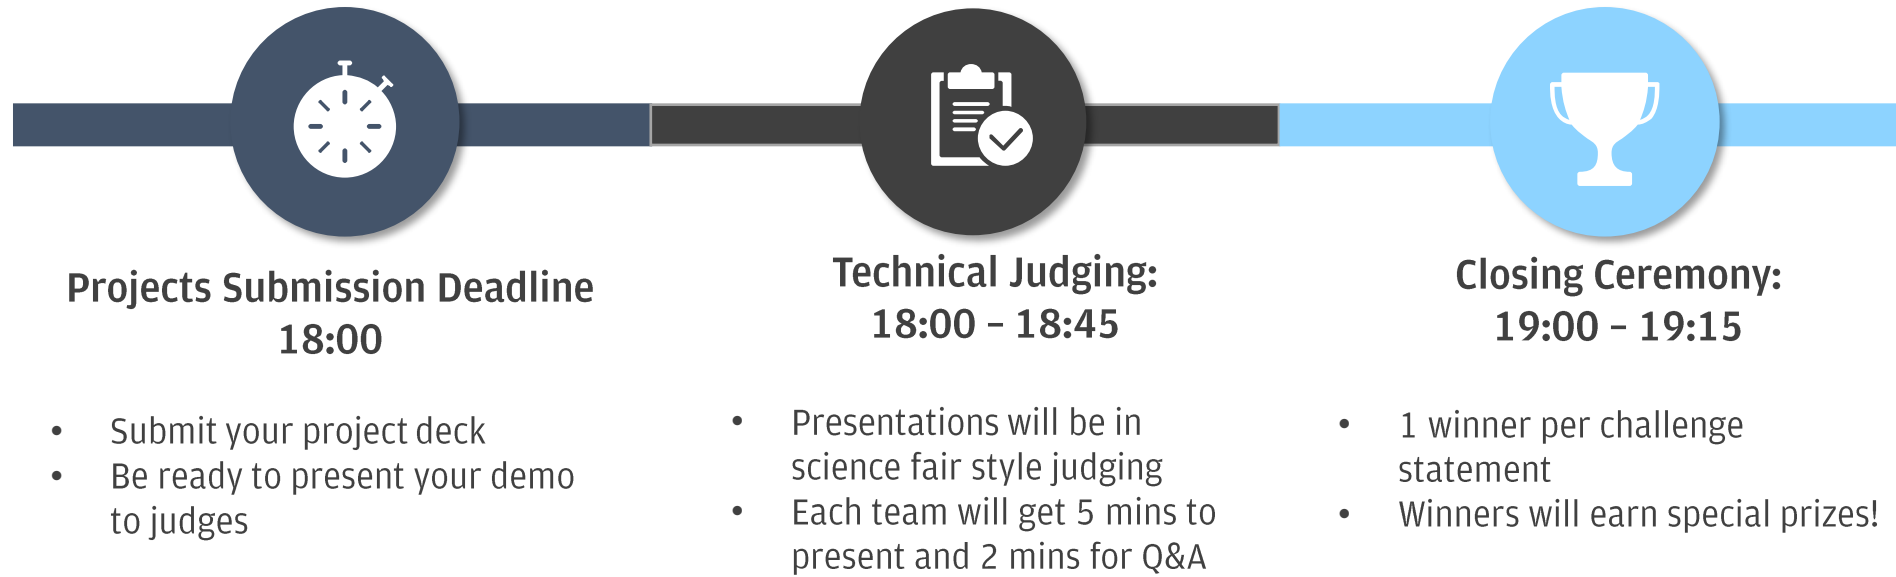 Projects Submission Deadline
18:00
• Submit your project deck
• Be ready to present your demo
to judges
Technical Judging:
18:00 – 18:45
• Presentations will be in
science fair style judging
• Each team will get 5 mins to
present and 2 mins for Q&A
Closing Ceremony:
19:00 – 19:15
• 1 winner per challenge
statement
• Winners will earn special prizes!